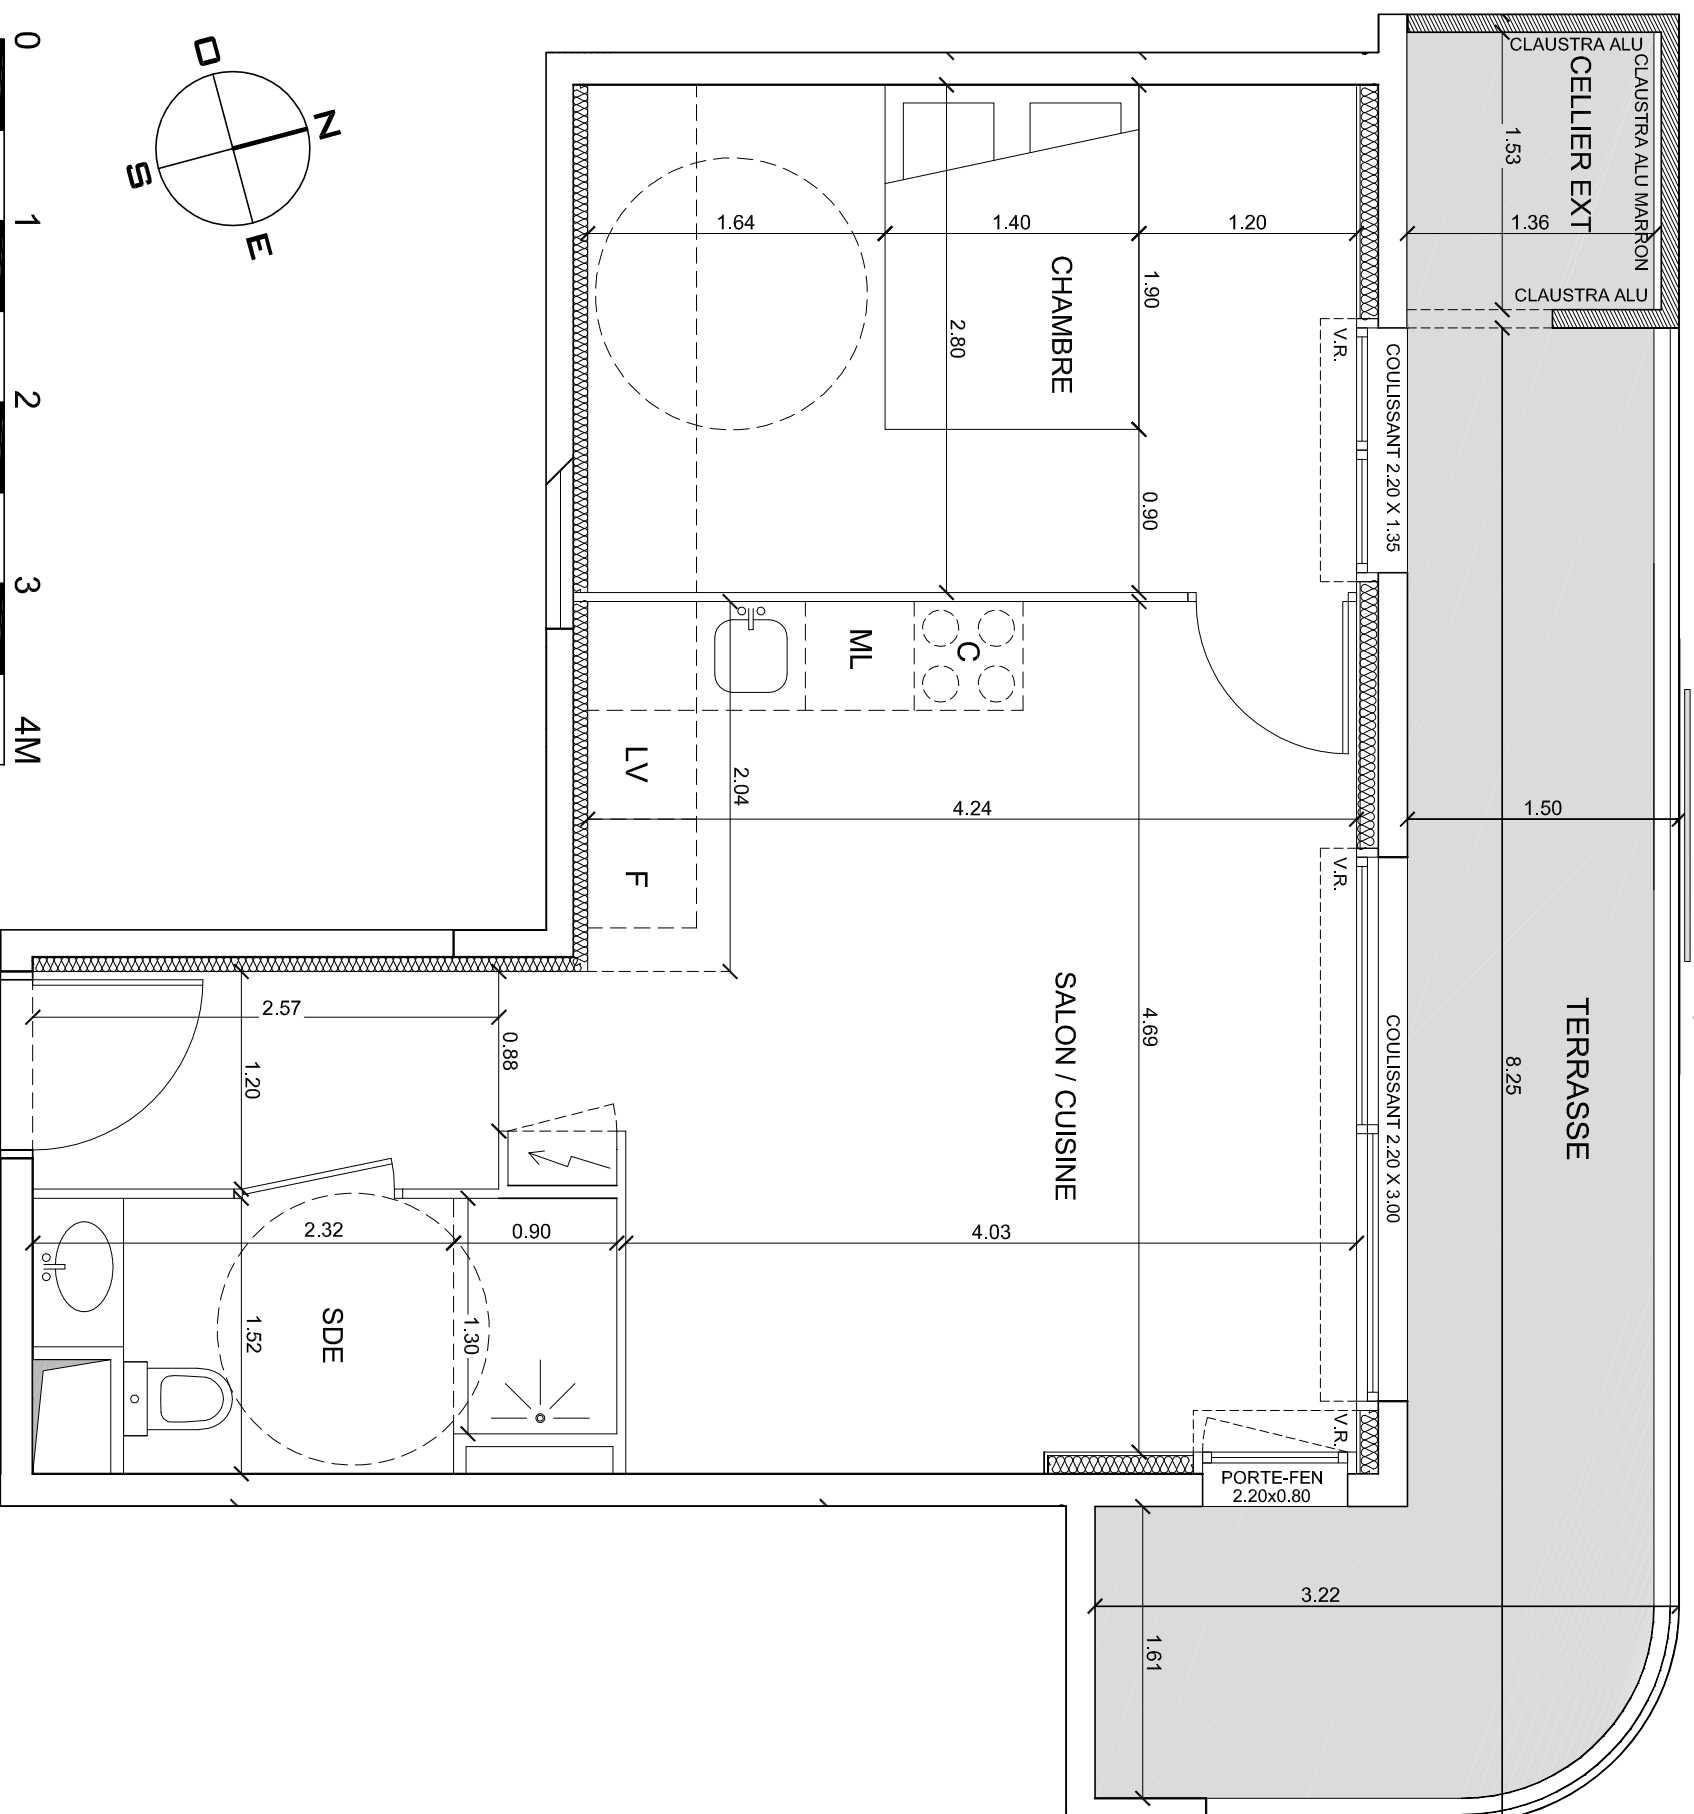 CLAUSTRA ALU
CLAUSTRA ALU MARRON
CELLIER EXT
1.53
1.36
CLAUSTRA ALU
0
1
2
3
4M
N
O
S
E
1.64
1.40
1.20
CHAMBRE
1.90
2.80
0.90
V.R.
COULISSANT 2.20 X 1.35
C
ML
LV
F
2.04
4.24
1.50
V.R.
TERRASSE
8.25
COULISSANT 2.20 X 3.00
SALON / CUISINE
4.69
2.57
0.88
1.20
2.32
0.90
4.03
SDE
1.52
1.30
V.R.
PORTE-FEN
2.20x0.80
3.22
1.61